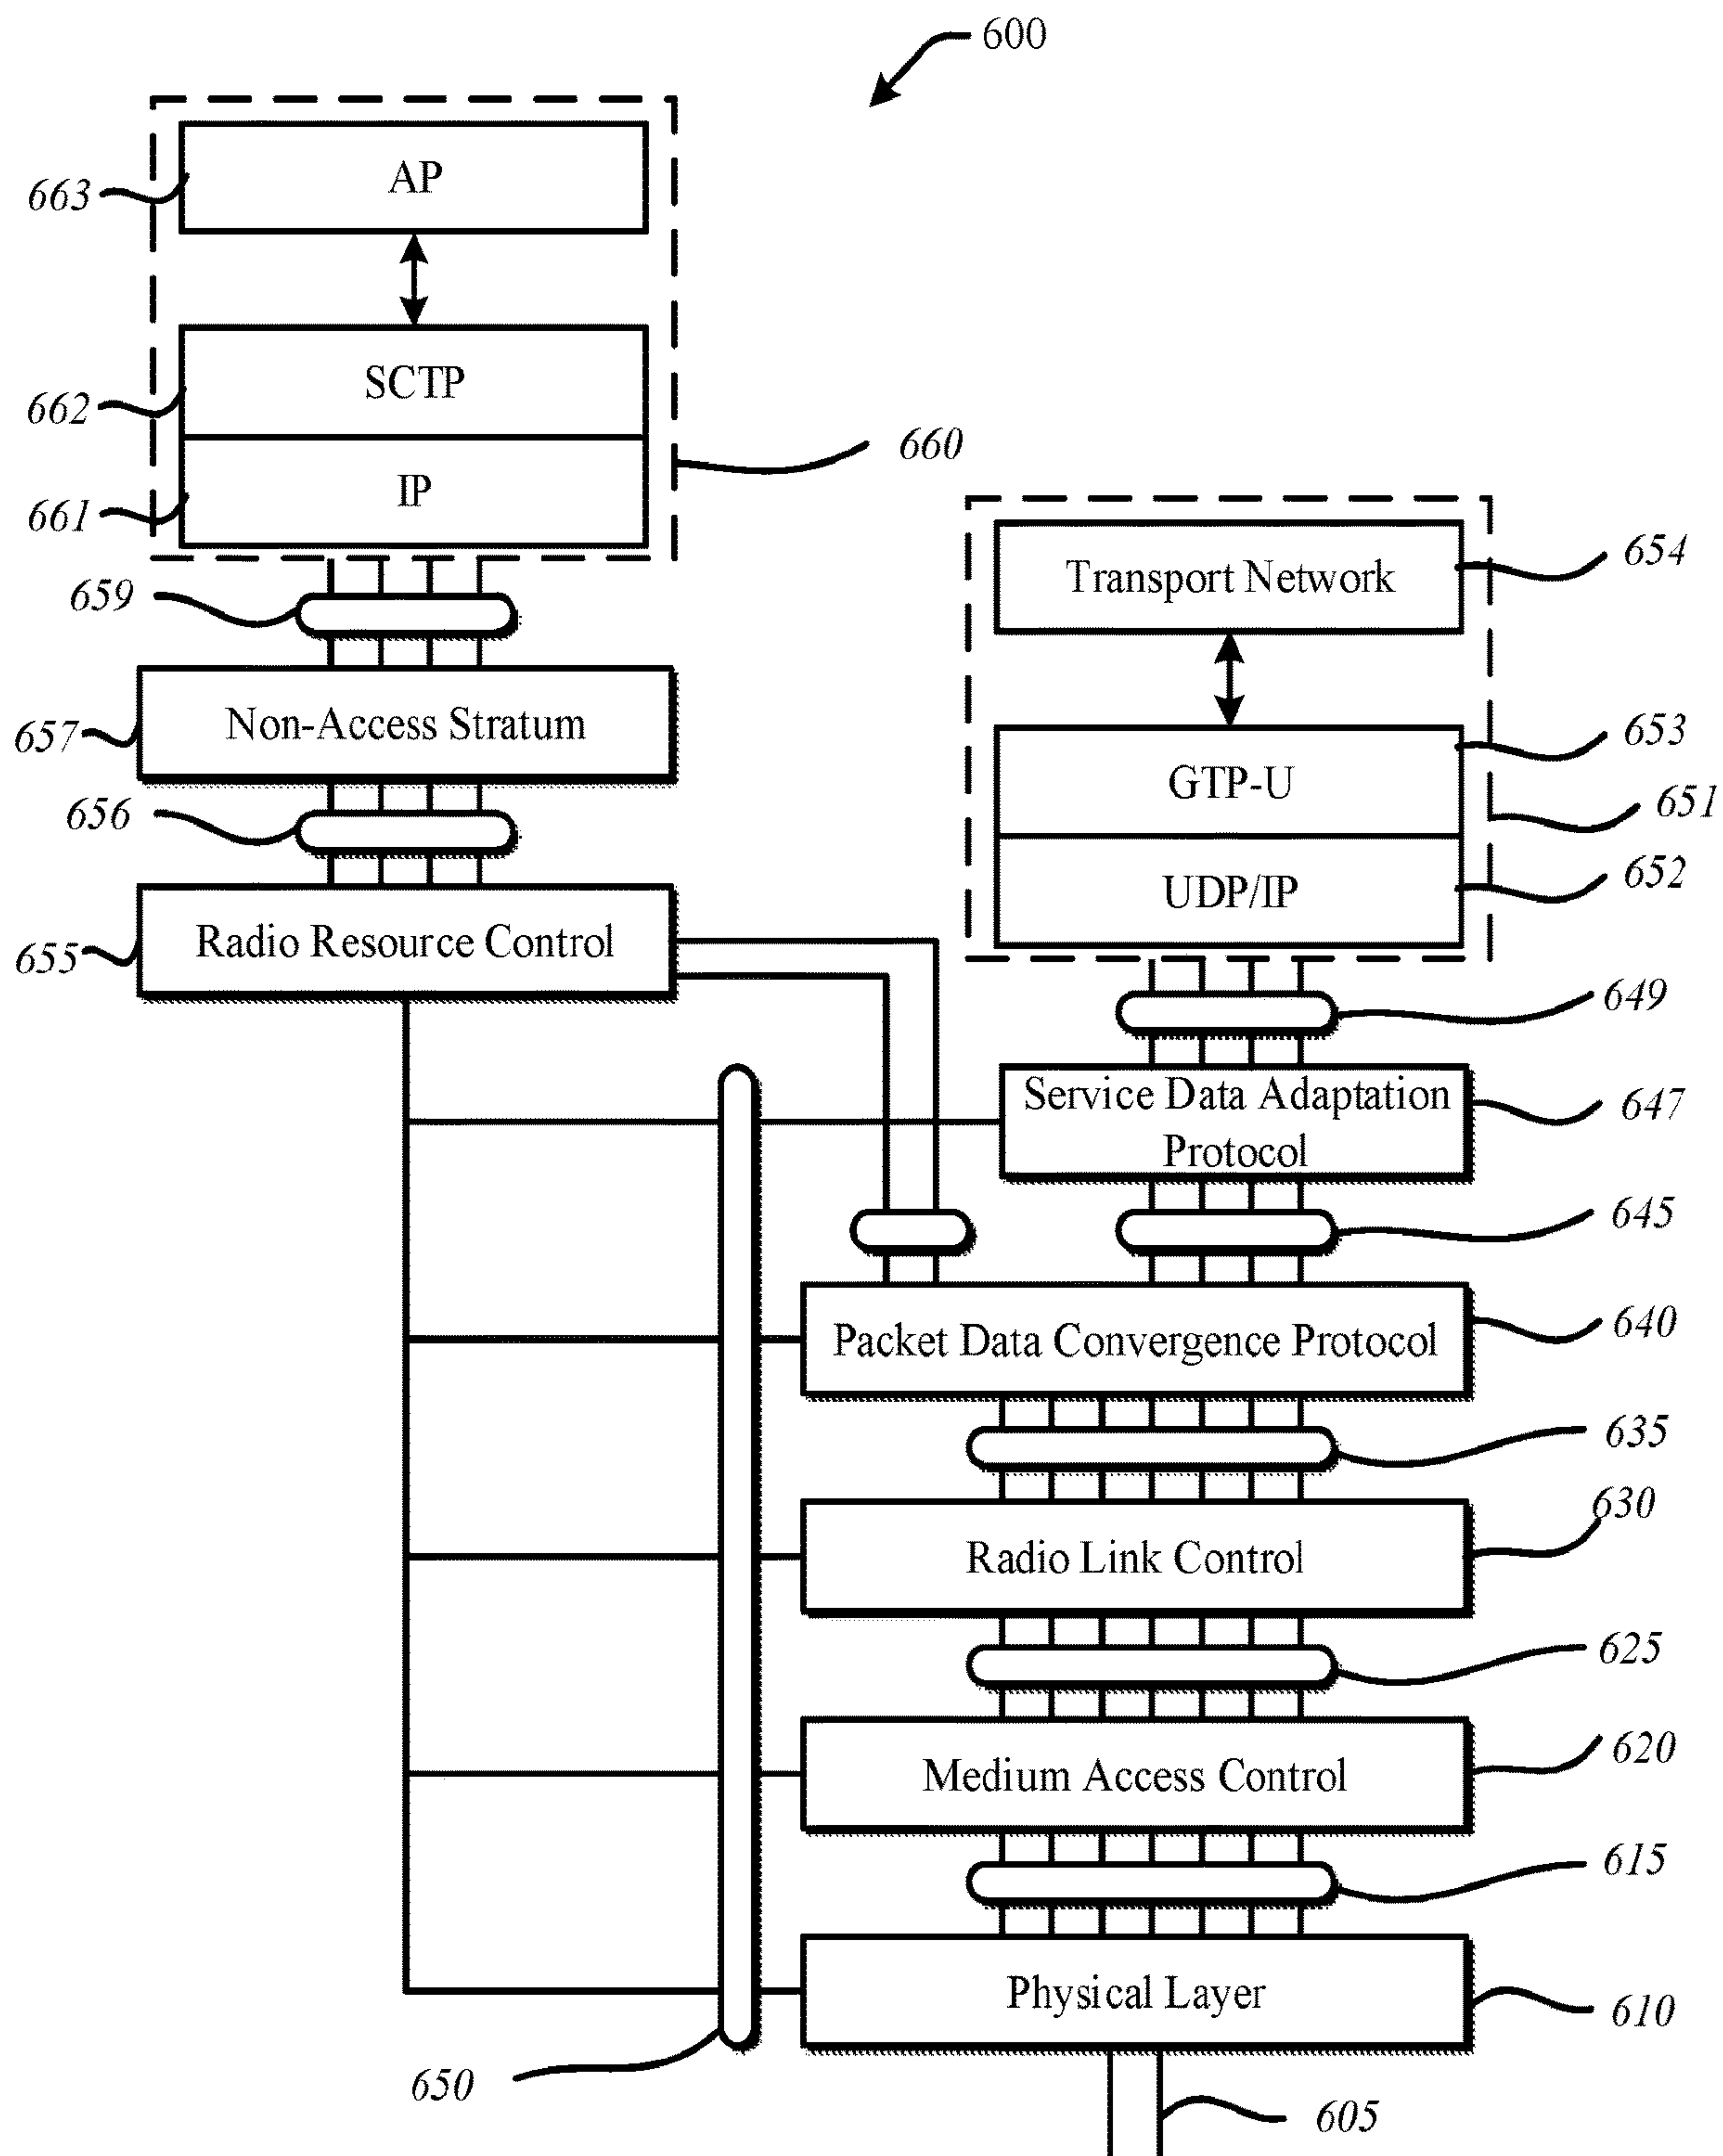 600
AP
663
SCTP
662
660
IP
661
654
Transport Network
659
653
Non-Access Stratum
657
GTP-U
651
656
652
UDP/IP
Radio Resource Control
655
649
Service Data Adaptation
Protocol
647
645
640
Packet Data Convergence Protocol
635
630
Radio Link Control
625
620
Medium Access Control
615
Physical Layer
610
650
605